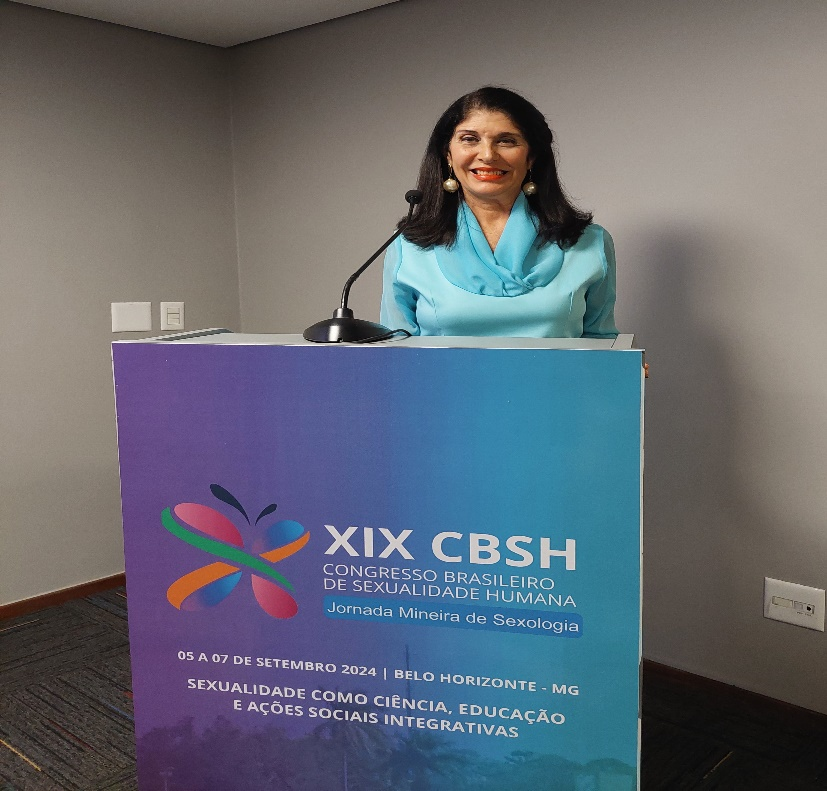 XIX CBSH
CONGRESSO BRASILEIRO
DE SEXUALIDADE HUMANA
Jornada Mineira de Sexologia
05 A 07 DE SETEMBRO 2024 | BELO HORIZONTE - MG
SEXUALIDADE COMO CIÊNCIA, EDUCAÇÃO
E AÇÕES SOCIAIS INTEGRATIVAS